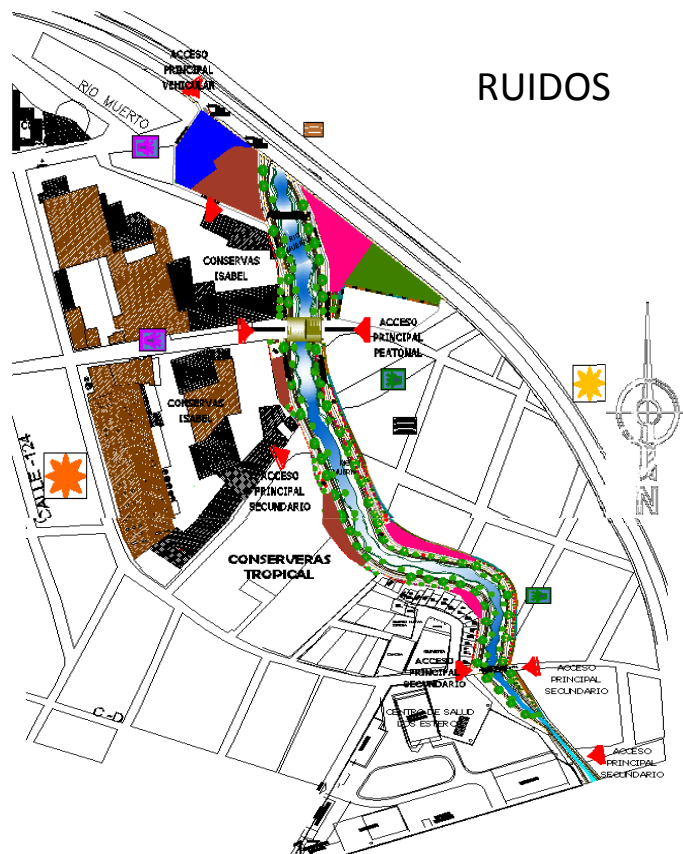 RUIDOS
ACCESO
PRINCIPAL
VEHICULAR
RIO MUERTO
CONSERVAS
ISABEL
ACCESO
PRINCIPAL
PEATONAL
CONSERVAS
ISABEL
CALLE -124
ACCESO
PRINCIPAL
SECUNDARIO
N
CONSERVERAS
TROPICAL
ACCESO
PRINCIPAL
SECUNDARIO
ACCESO
PRINCIPAL
SECUNDARIO
C-D
CENTRO DE SALUD
LOS ESTEROS
ACCESO
PRINCIPAL
SECUNDARIO